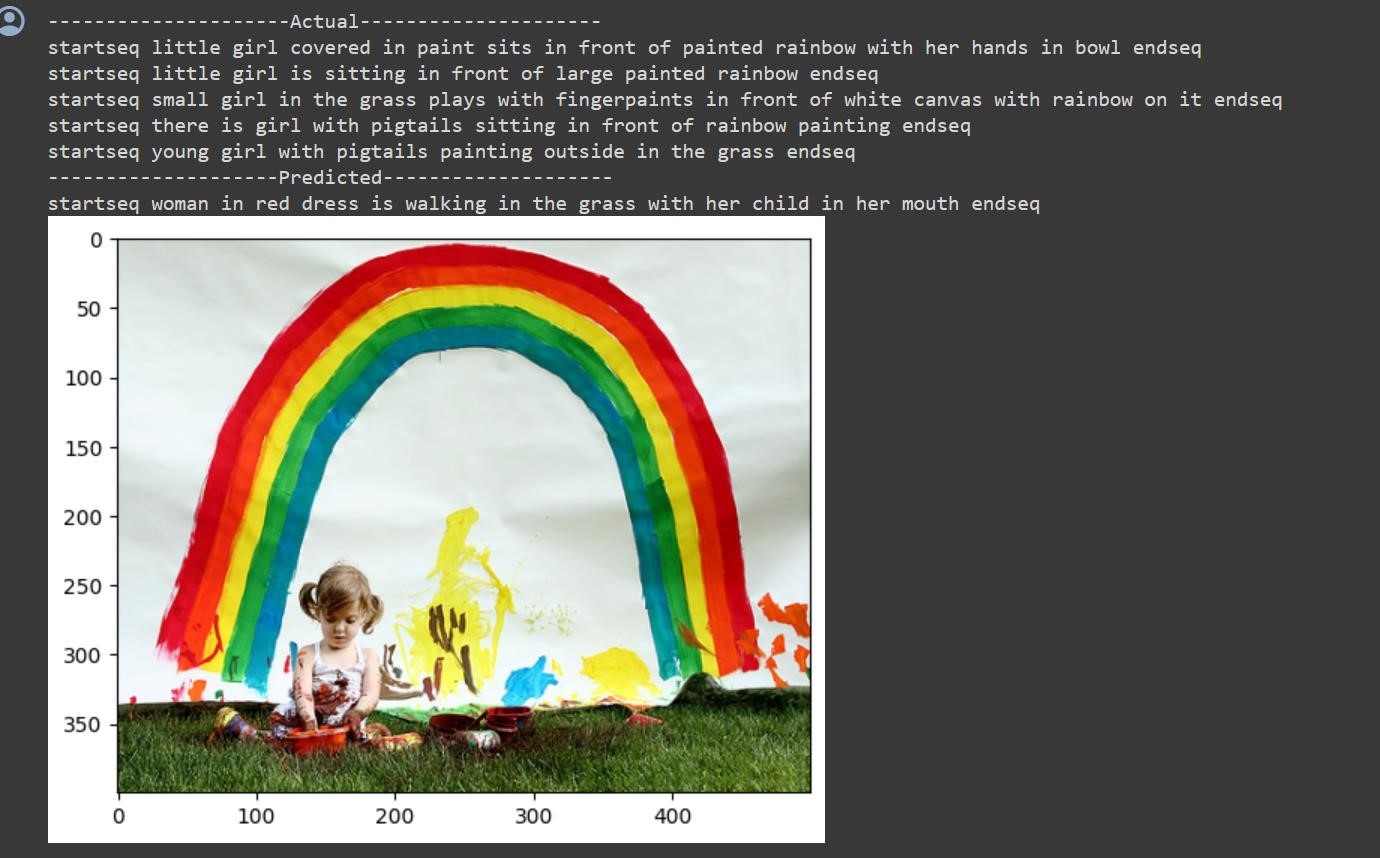 ---------------------Actual---------------------
startseq little girl covered in paint sits in front of painted rainbow with her hands in bowl endseq
startseq little girl is sitting in front of large painted rainbow endseq
startseq small girl in the grass plays with fingerpaints in front of white canvas with rainbow on it endseq
startseq there is girl with pigtails sitting in front of rainbow painting endseq
startseq young girl with pigtails painting outside in the grass endseq
--------------------Predicted--------------------
startseq woman in red dress is walking in the grass with her child in her mouth endseq
0
50
100
150
200
250
300
350
0 100 200 300 400